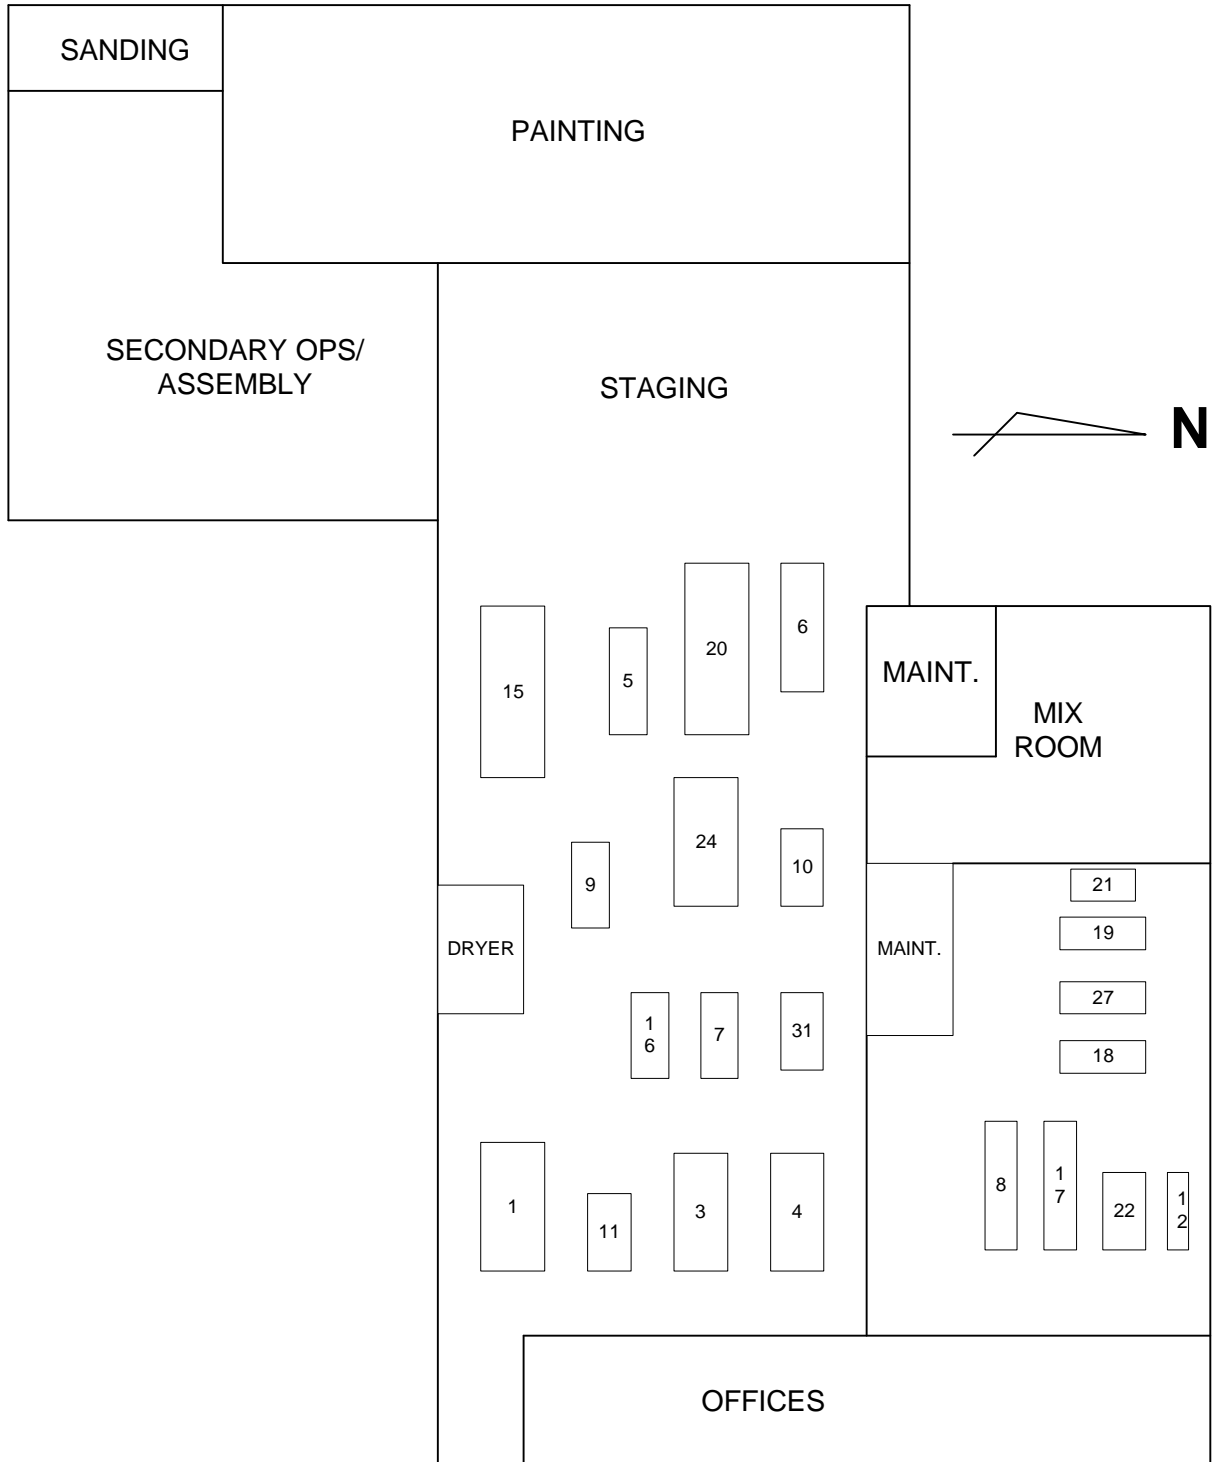 SANDING
PAINTING
SECONDARY OPS/
ASSEMBLY
STAGING
N
15
5
20
6
MAINT.
MIX
ROOM
9
24
10
DRYER
MAINT.
21
19
27
18
1
6
7
31
1
11
3
4
8
1
7
22
1
2
OFFICES